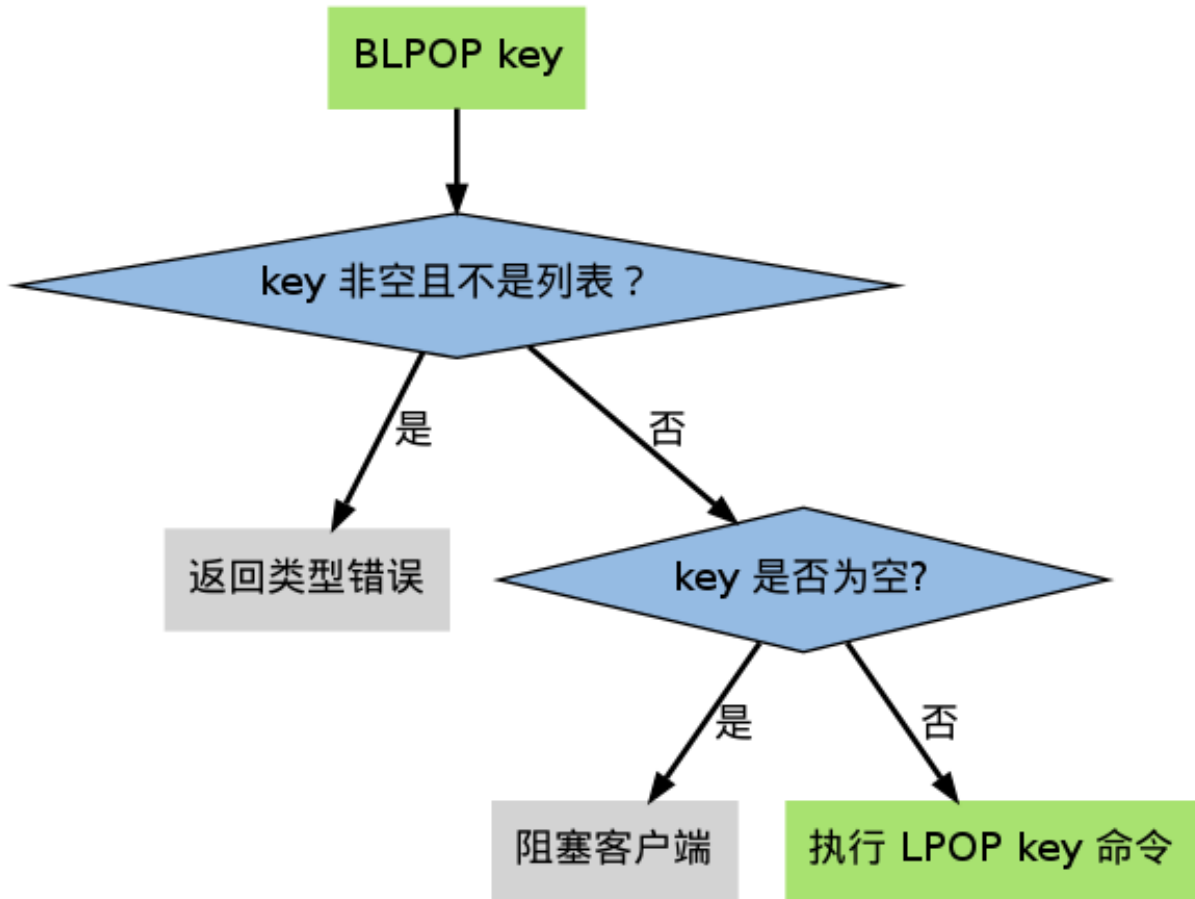 BLPOP key
key 非空且不是列表？
是
否
返回类型错误
key 是否为空?
是
否
阻塞客户端
执行 LPOP key 命令